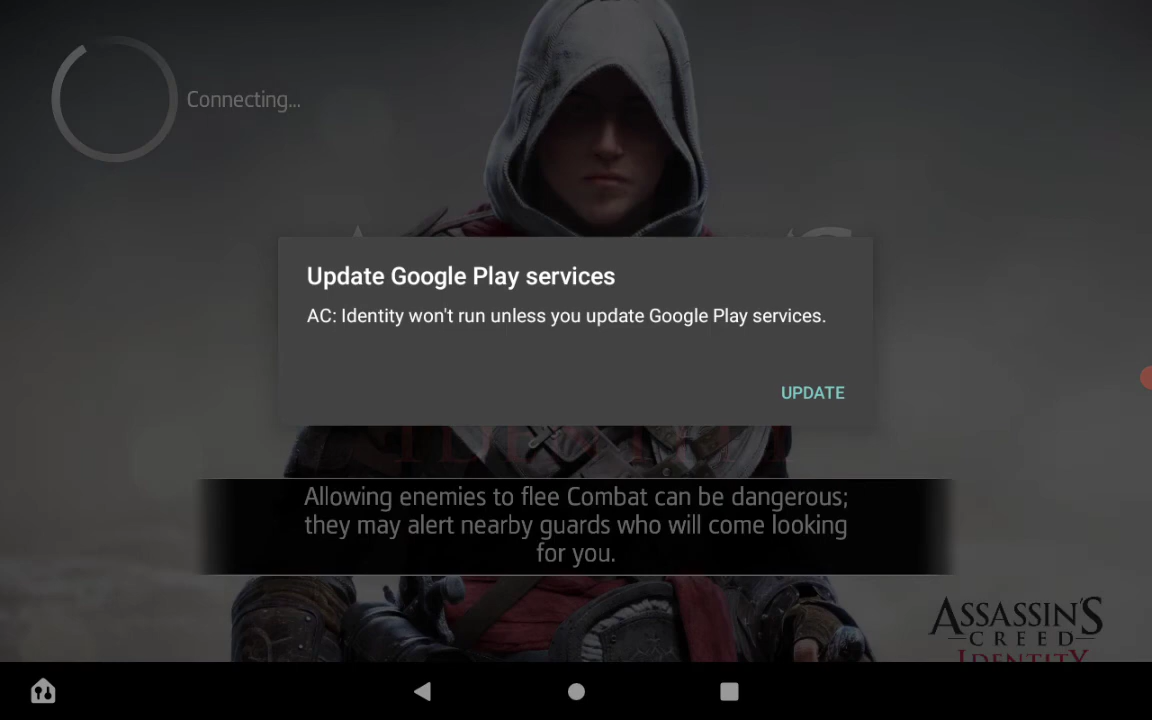 Connecting...
Update Google Play services
AC: Identity won't run unless you update Google Play services.
UPDATE
Allowing enemies to flee Combat can be dangerous;
they may alert nearby guards who will come looking
for you.
ASSASSIN'S
CREED
IDENTITY